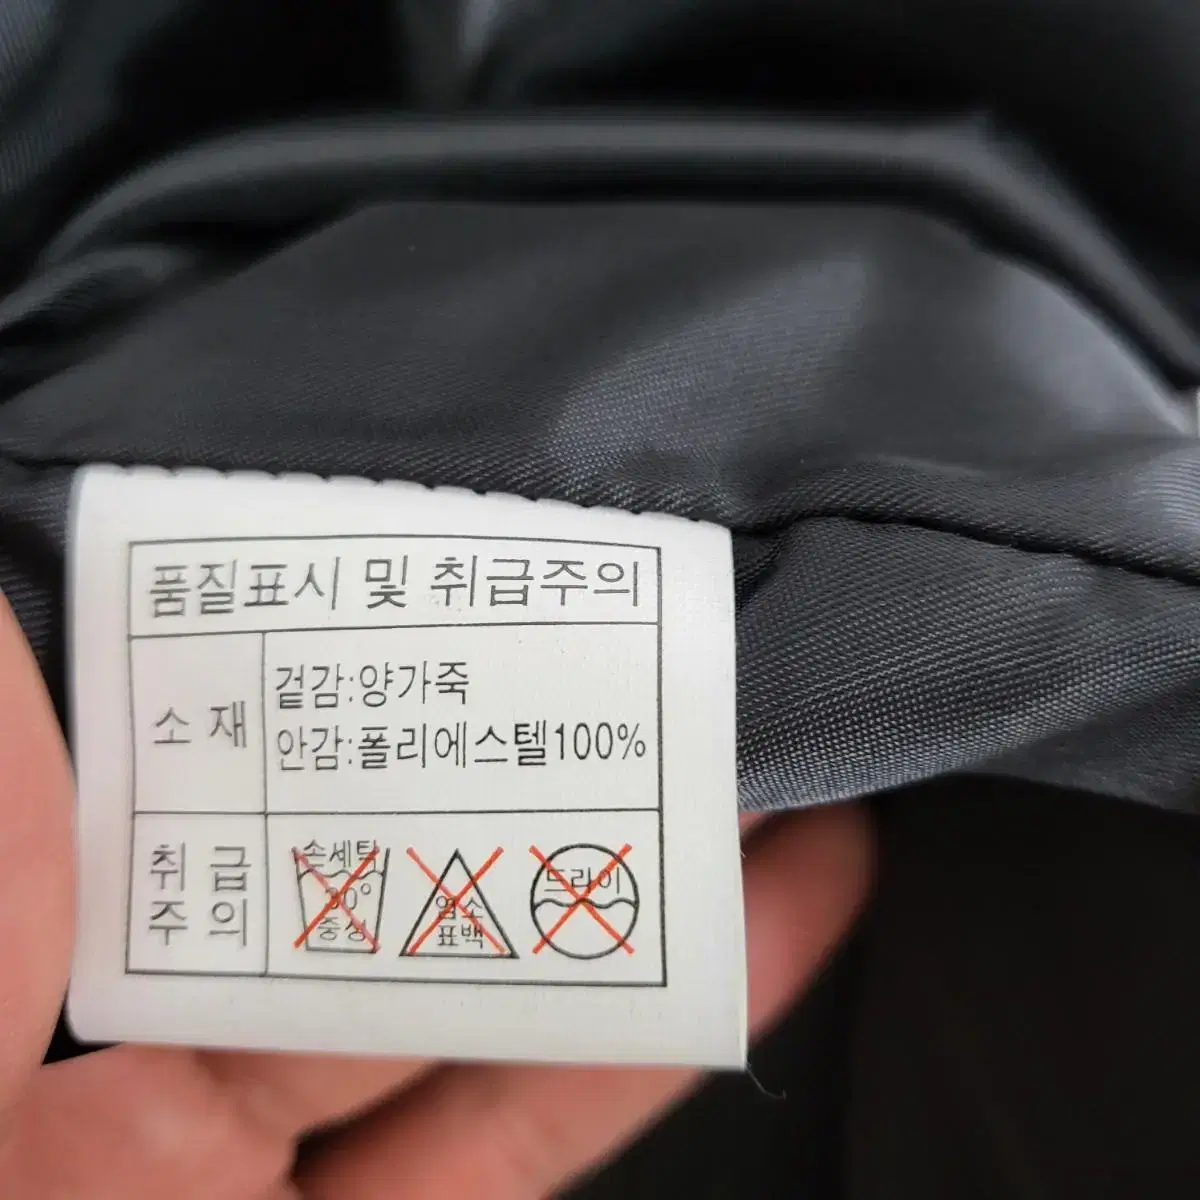 품질표시 및 취급주의
소 재
겉감:양가죽
안감:폴리에스텔100%
취 급
주 의
손세탁
30°
중성
염소
표백
드라이